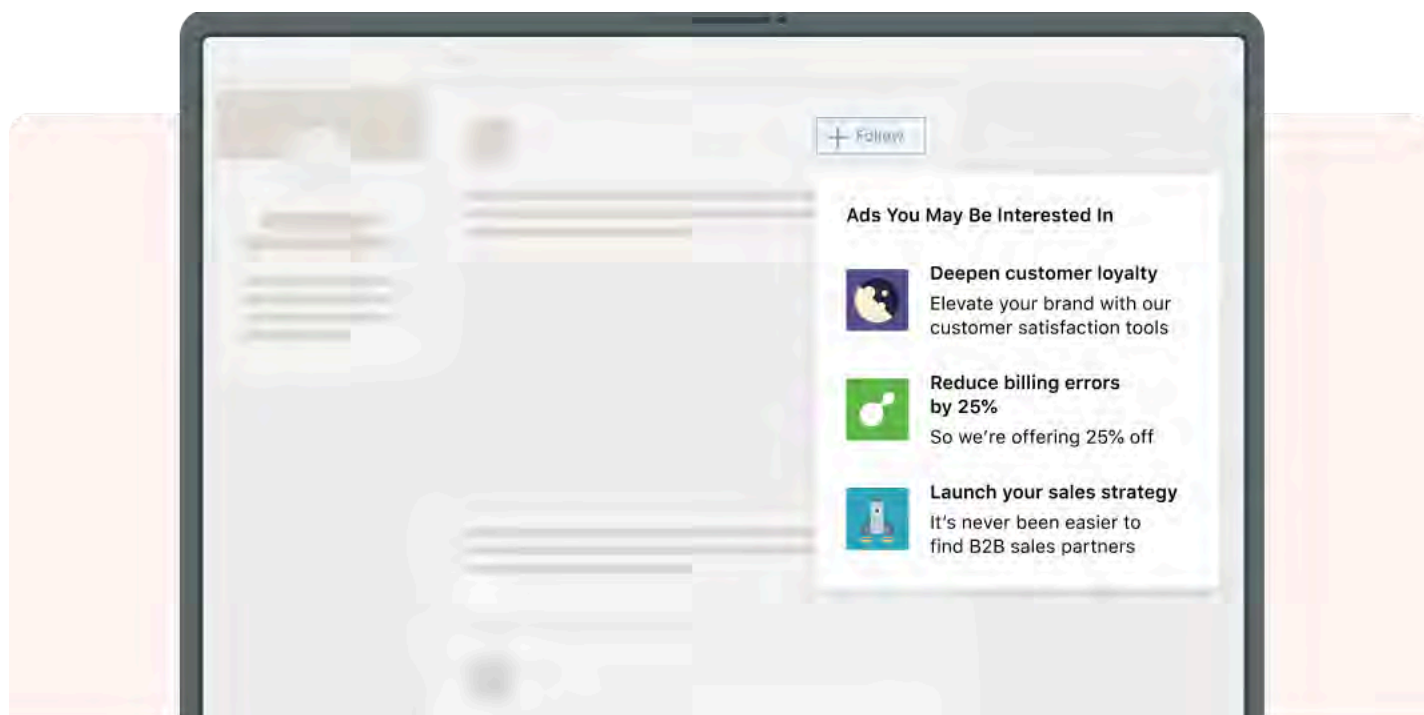 Follow
Ads You May Be Interested In
Deepen customer loyalty
Elevate your brand with our
customer satisfaction tools
Reduce billing errors
by 25%
So we're offering 25% off
Launch your sales strategy
It's never been easier to
find B2B sales partners